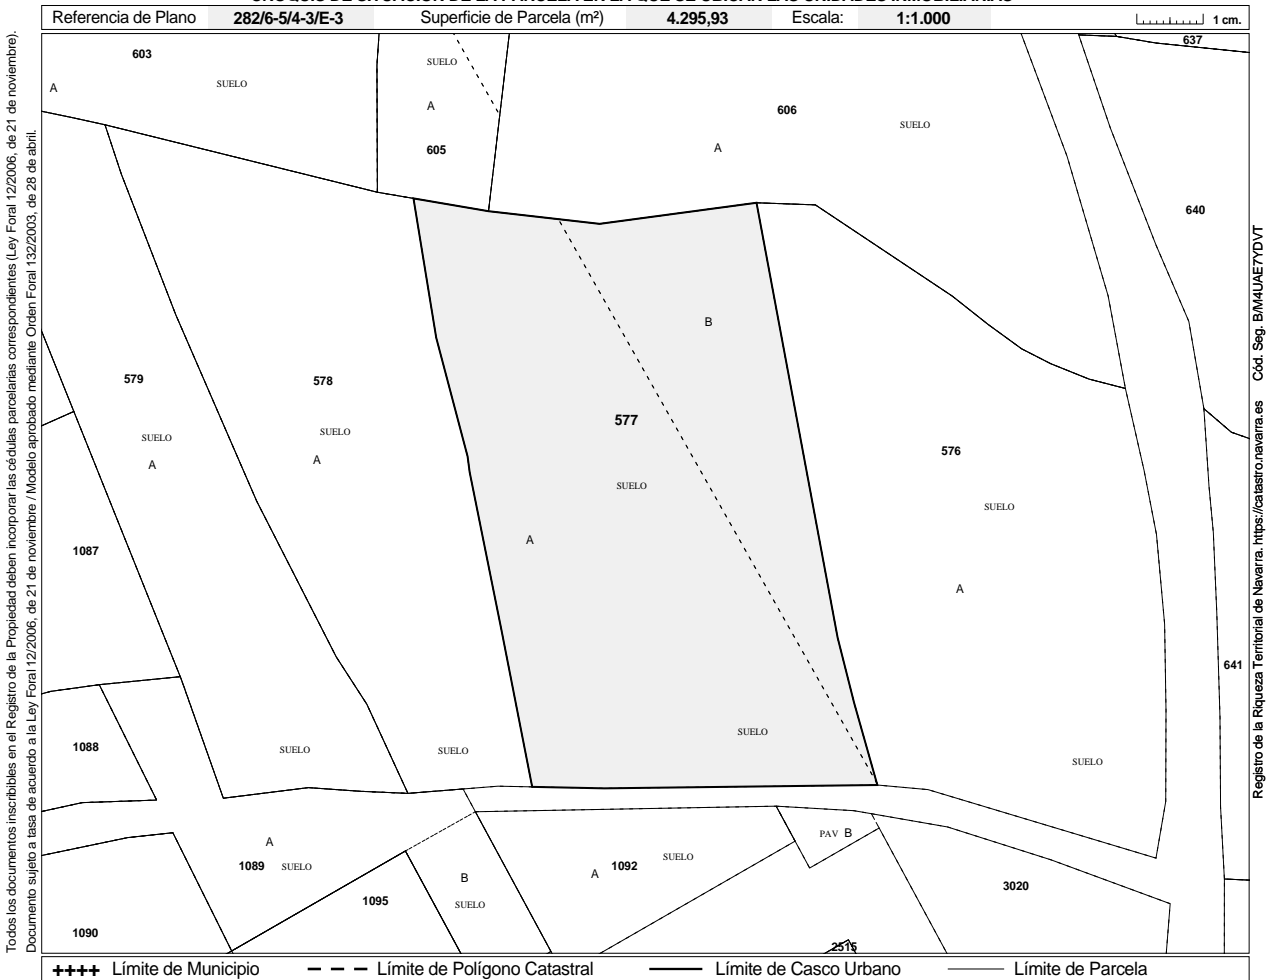 Referencia de Plano 282/6-5/4-3/E-3 Superficie de Parcela (m²) 4.295,93 Escala: 1:1.000 1 cm.
Todos los documentos inscribibles en el Registro de la Propiedad deben incorporar las cédulas parcelarias correspondientes (Ley Foral 12/2006, de 21 de noviembre).
Documento sujeto a tasa de acuerdo a la Ley Foral 12/2006, de 21 de noviembre / Modelo aprobado mediante Orden Foral 132/2003, de 28 de abril.
637
603
SUELO
SUELO
A
A
606
SUELO
605
A
640
B
579
578
577
SUELO
SUELO
576
A
A
SUELO
SUELO
A
1087
A
641
1088
SUELO
SUELO
SUELO
SUELO
A
PAV B
1089 SUELO
A 1092 SUELO
B
3020
1095
SUELO
1090
2515
Registro de la Riqueza Territorial de Navarra. https://catastro.navarra.es Cód. Seg. B/M4UAE7YDVT
++++ Límite de Municipio
Límite de Polígono Catastral
Límite de Casco Urbano
Límite de Parcela